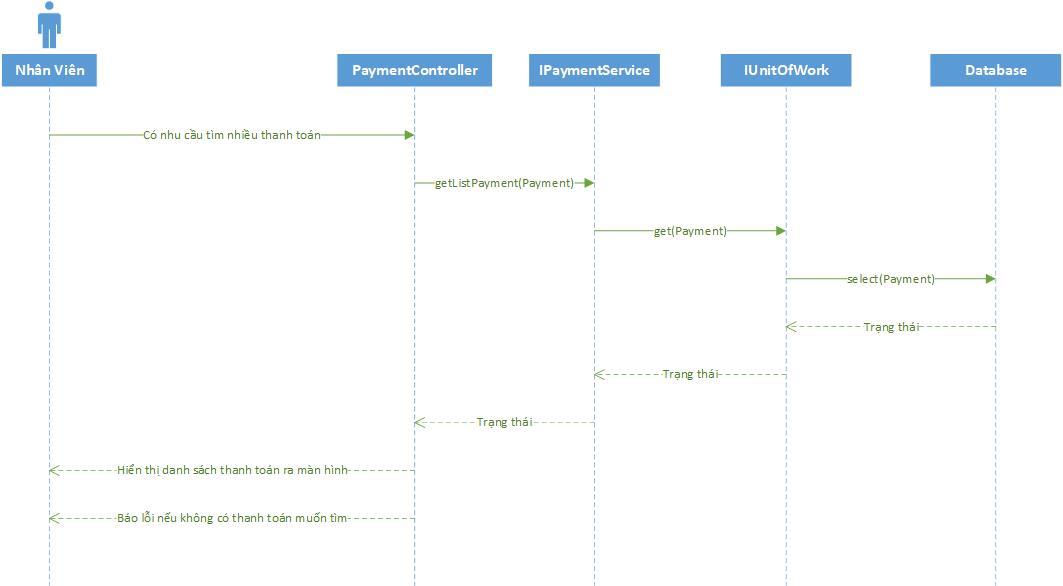 Nhân Viên
PaymentController
IPaymentService
IUnitOfWork
Database
Có nhu cầu tìm nhiều thanh toán
getListPayment(Payment)
get(Payment)
select(Payment)
Trạng thái
Trạng thái
Trạng thái
Hiển thị danh sách thanh toán ra màn hình
Báo lỗi nếu không có thanh toán muốn tìm